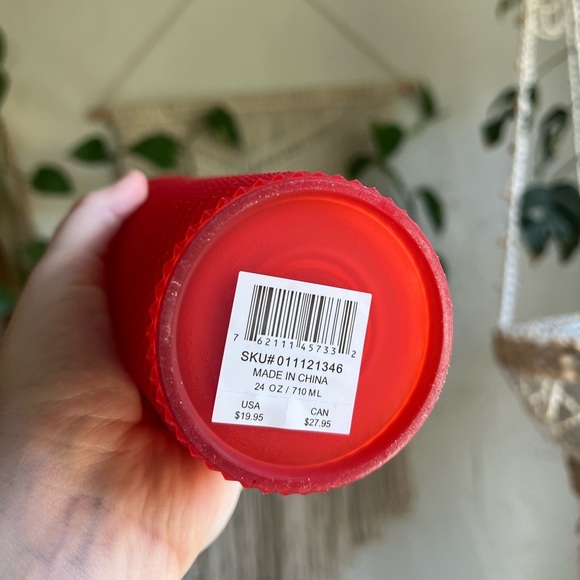 7 62111 45733 2
SKU# 011121346
MADE IN CHINA
24 OZ / 710 ML
USA CAN
$19.95 $27.95